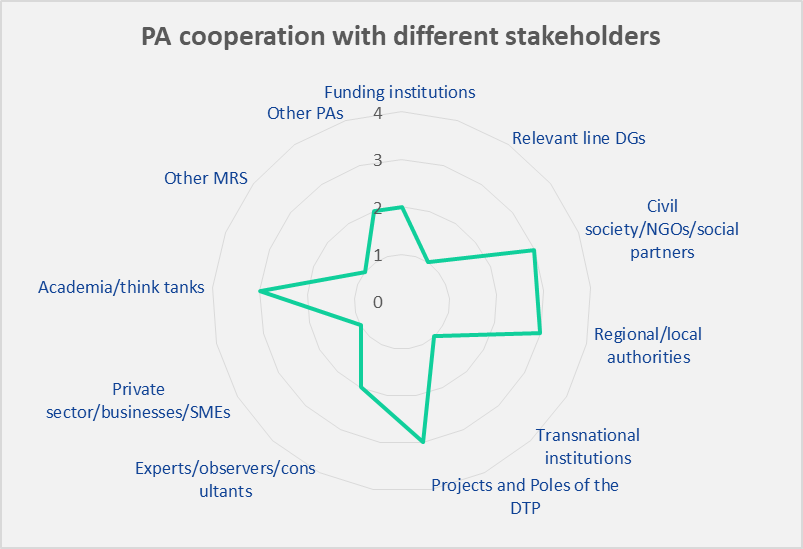 PA cooperation with different stakeholders
Funding institutions
Other PAs
4
Relevant line DGs
3
Other MRS
Civil
society/NGOs/social
partners
2
1
Academia/think tanks
0
Regional/local
authorities
Private
sector/businesses/SMEs
Transnational
institutions
Experts/observers/cons
ultants
Projects and Poles of the
DTP